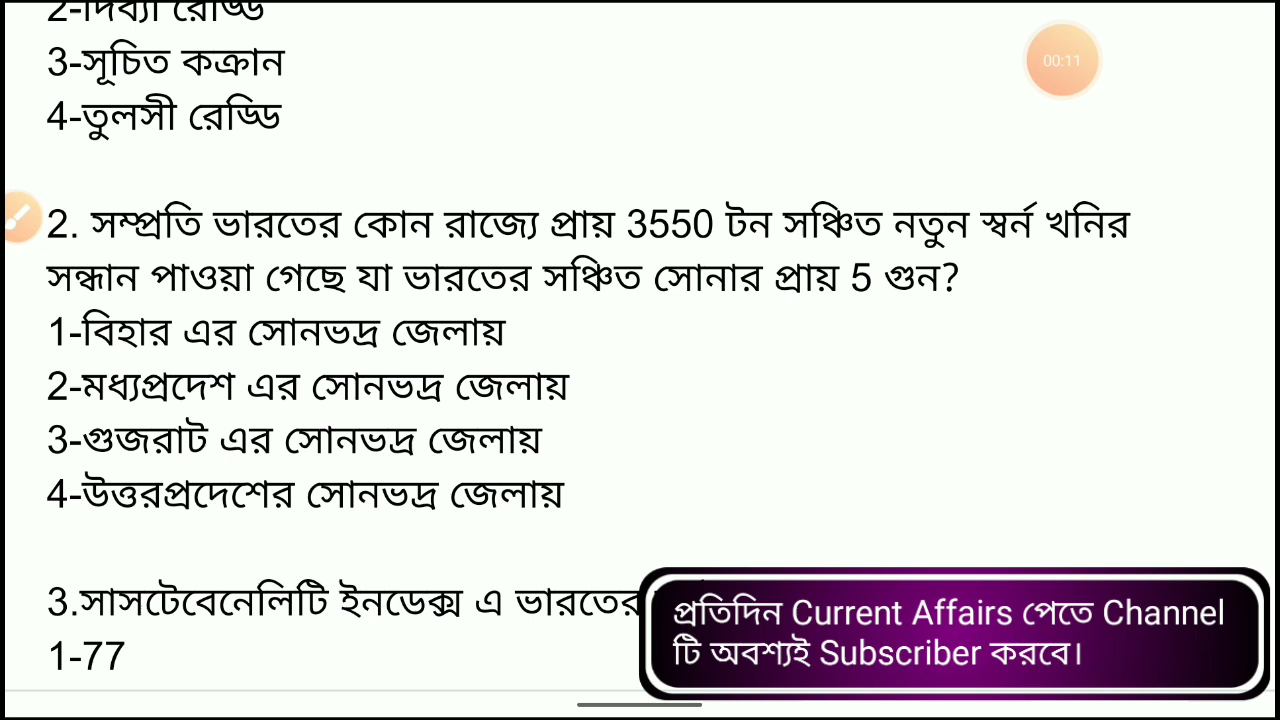 2-দিব্যা রেড্ডি
3-সূচিত কক্রান
00:11
4-তুলসী রেড্ডি
2. সম্প্রতি ভারতের কোন রাজ্যে প্রায় 3550 টন সঞ্চিত নতুন স্বর্ন খনির
সন্ধান পাওয়া গেছে যা ভারতের সঞ্চিত সোনার প্রায় 5 গুন?
1-বিহার এর সোনভদ্র জেলায়
2-মধ্যপ্রদেশ এর সোনভদ্র জেলায়
3-গুজরাট এর সোনভদ্র জেলায়
4-উত্তরপ্রদেশের সোনভদ্র জেলায়
3.সাসটেবেনেলিটি ইনডেক্স এ ভারতের
1-77
প্রতিদিন Current Affairs পেতে Channel
টি অবশ্যই Subscriber করবে।